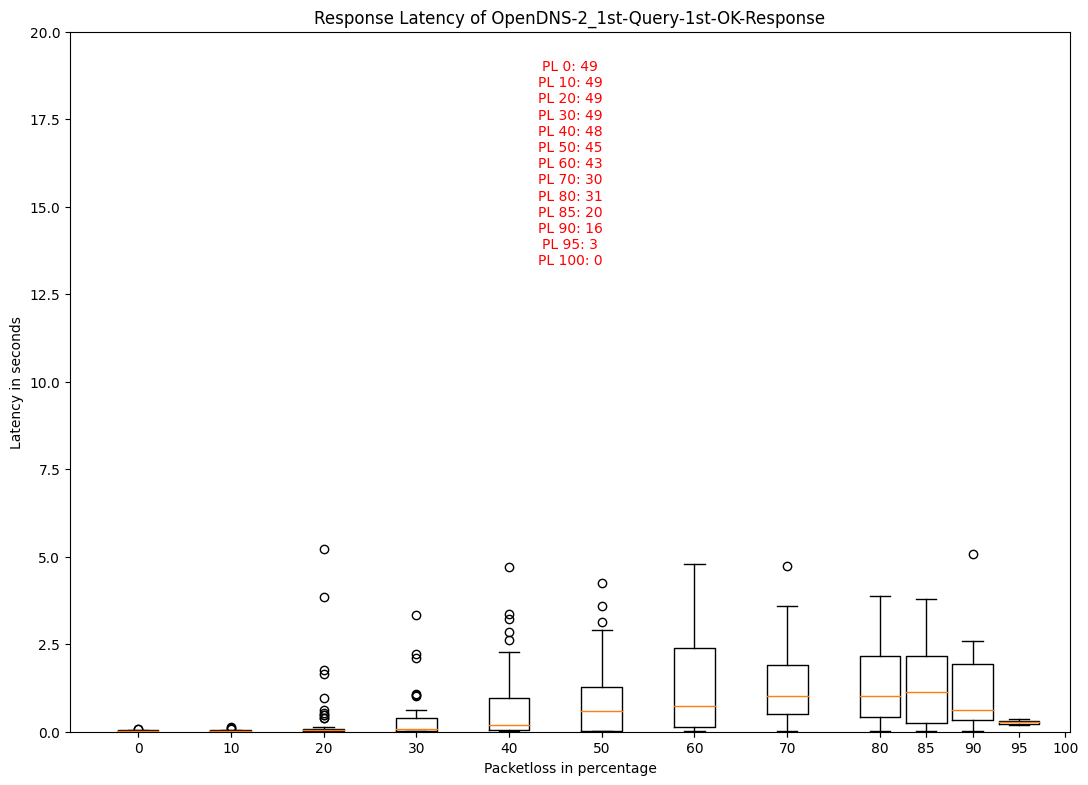 Response Latency of OpenDNS-2_1st-Query-1st-OK-Response
20.0
17.5
15.0
12.5
10.0
7.5
5.0
2.5
0.0
Latency in seconds
PL 0: 49
PL 10: 49
PL 20: 49
PL 30: 49
PL 40: 48
PL 50: 45
PL 60: 43
PL 70: 30
PL 80: 31
PL 85: 20
PL 90: 16
PL 95: 3
PL 100: 0
0 10 20 30 40 50 60 70 80 85 90 95 100
Packetloss in percentage